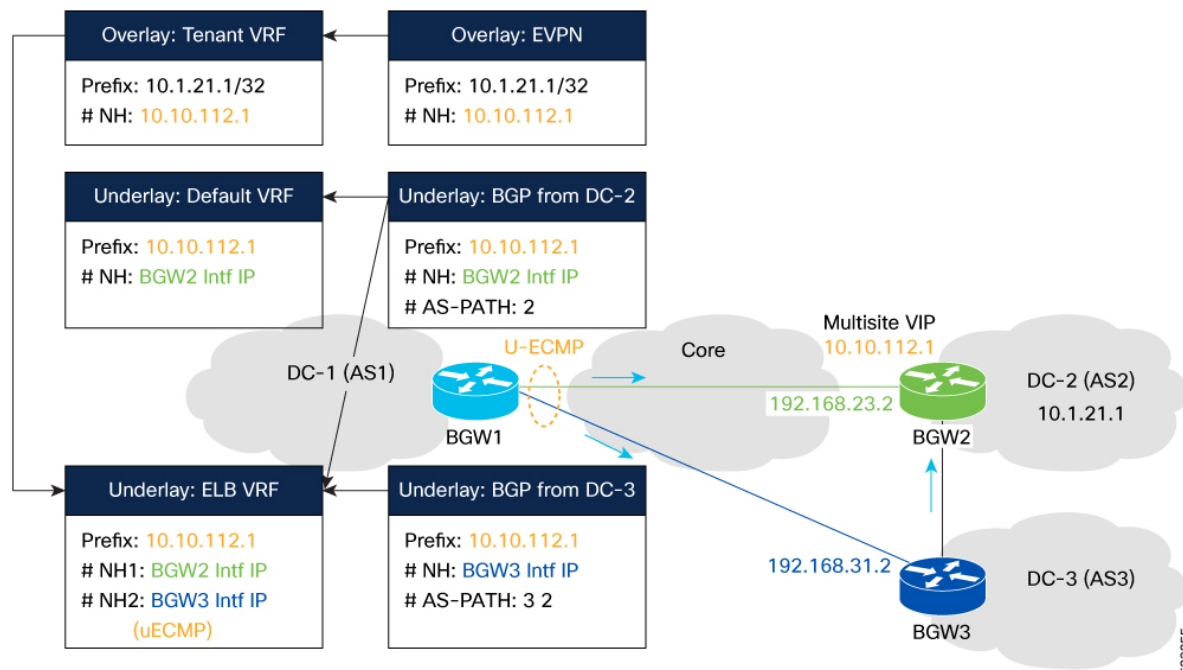 Overlay: Tenant VRF
Prefix: 10.1.21.1/32
# NH: 10.10.112.1
Overlay: EVPN
Prefix: 10.1.21.1/32
# NH: 10.10.112.1
Underlay: Default VRF
Prefix: 10.10.112.1
# NH: BGW2 Intf IP
Underlay: BGP from DC-2
Prefix: 10.10.112.1
# NH: BGW2 Intf IP
# AS-PATH: 2
DC-1 (AS1)
BGW1
U-ECMP
Core
Multisite VIP
10.10.112.1
192.168.23.2
BGW2
DC-2 (AS2)
10.1.21.1
Underlay: ELB VRF
Prefix: 10.10.112.1
# NH1: BGW2 Intf IP
# NH2: BGW3 Intf IP
(uECMP)
Underlay: BGP from DC-3
Prefix: 10.10.112.1
# NH: BGW3 Intf IP
# AS-PATH: 3 2
192.168.31.2
BGW3
DC-3 (AS3)